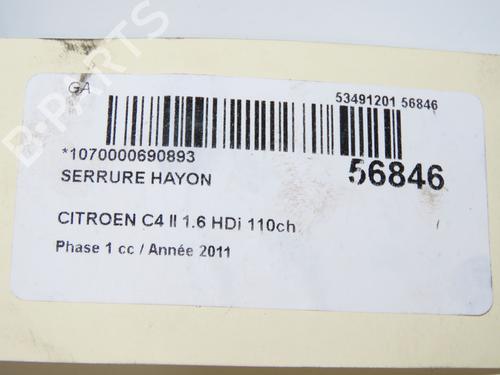 GA
53491201 56846
*1070000690893
56846
SERRURE HAYON
CITROEN C4 II 1.6 HDi 110ch
Phase 1 cc / Année 2011
B-PARTS